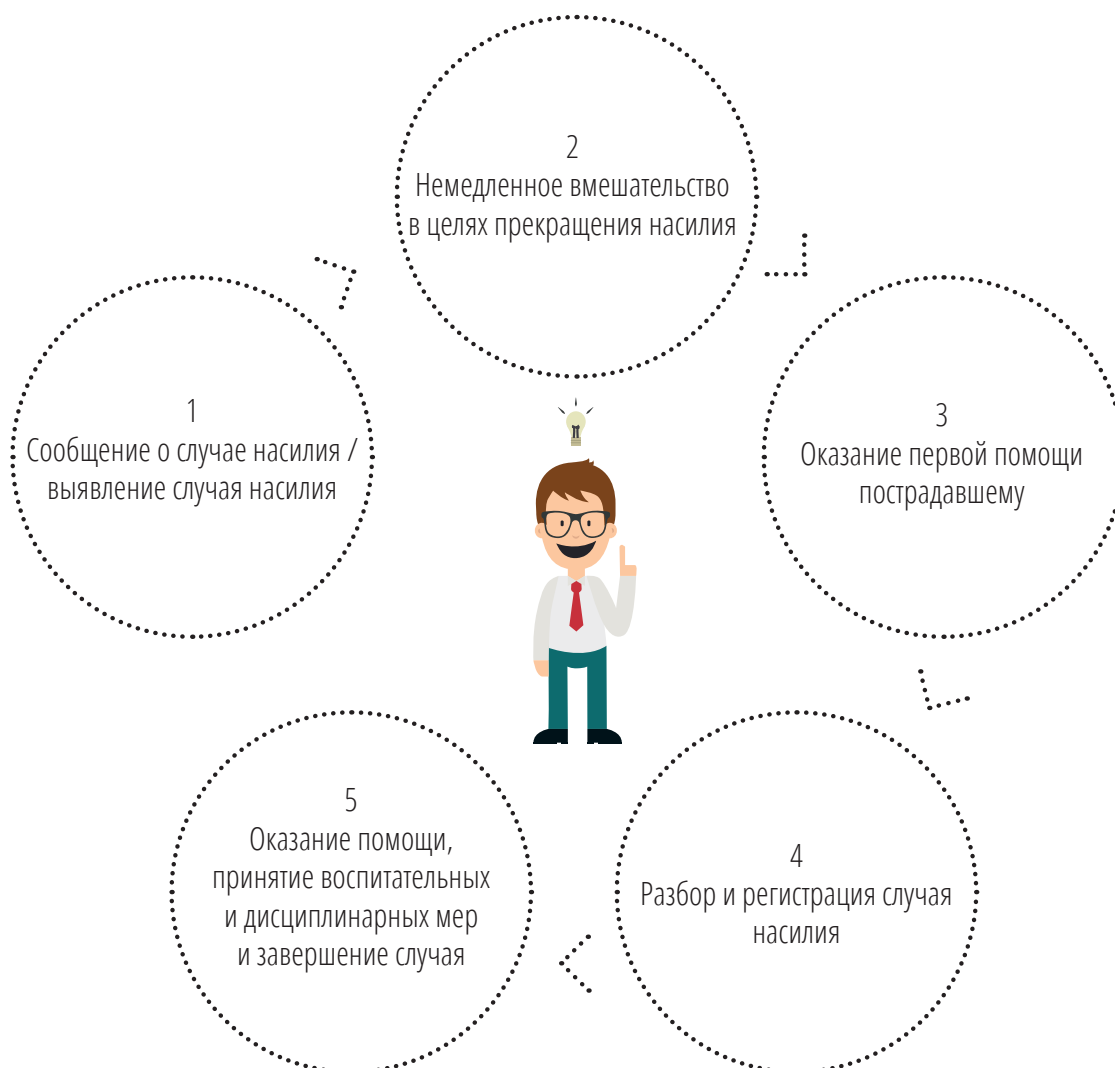 1
Сообщение о случае насилия /
выявление случая насилия
2
Немедленное вмешательство
в целях прекращения насилия
3
Оказание первой помощи
пострадавшему
4
Разбор и регистрация случая
насилия
5
Оказание помощи,
принятие воспитательных
и дисциплинарных мер
и завершение случая